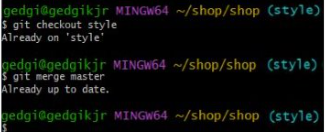 gedgi@gedgikjr MINGW64 ~/shop/shop (style)
$ git checkout style
Already on 'style'
gedgi@gedgikjr MINGW64 ~/shop/shop (style)
$ git merge master
Already up to date.
gedgi@gedgikjr MINGW64 ~/shop/shop (style)
$